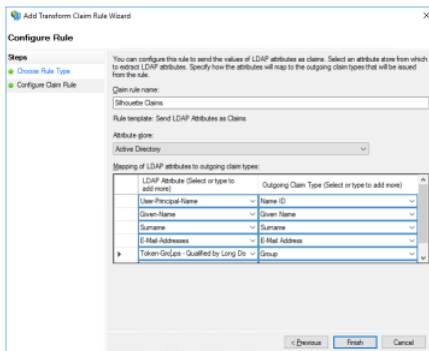 Add Transform Claim Rule Wizard
Configure Rule
Steps
Choose Rule Type
Configure Claim Rule
You can configure this rule to send the values of LDAP attributes as claims. Select an attribute store from which
to extract LDAP attributes. Specify how the attributes will map to the outgoing claim types that will be issued
from the rule.
Claim rule name:
Silhouette Claims
Rule template: Send LDAP Attributes as Claims
Attribute store:
Active Directory
Mapping of LDAP attributes to outgoing claim types:
LDAP Attribute (Select or type to
add more)
Outgoing Claim Type (Select or type to add more)
User-Principal-Name
Name ID
Given-Name
Given Name
Surname
Surname
E-Mail-Addresses
E-Mail Address
Token-Groups - Qualified by Long Do
Group
< Previous
Finish
Cancel